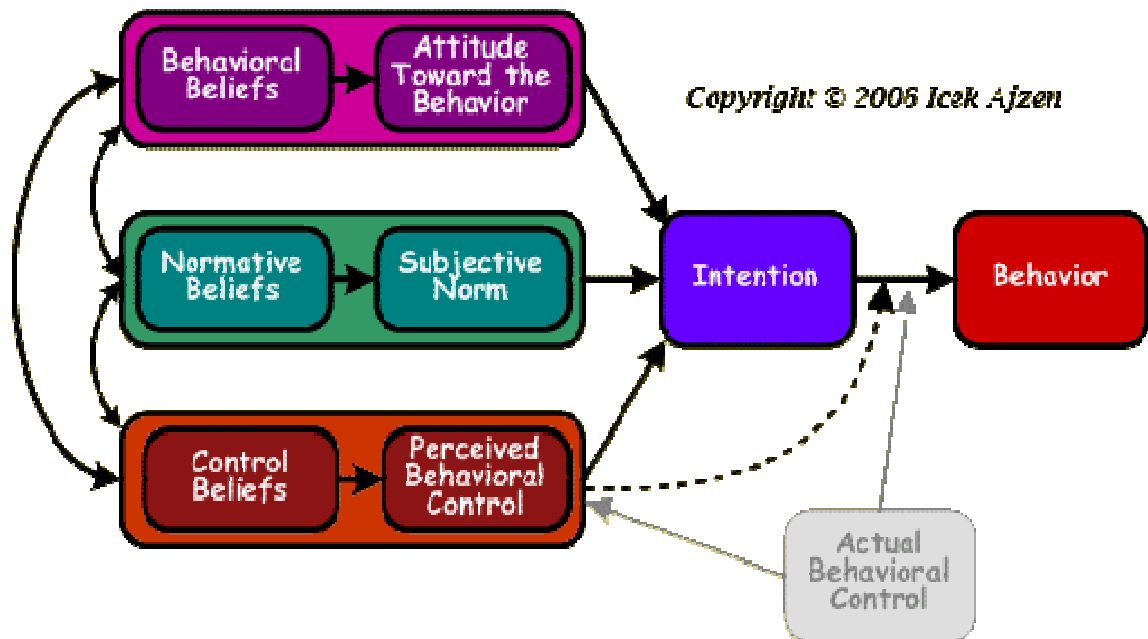 Behavioral
Beliefs
Attitude
Toward the
Behavior
Copyright © 2006 Icek Ajzen
Normative
Beliefs
Subjective
Norm
Intention
Behavior
Control
Beliefs
Perceived
Behavioral
Control
Actual
Behavioral
Control